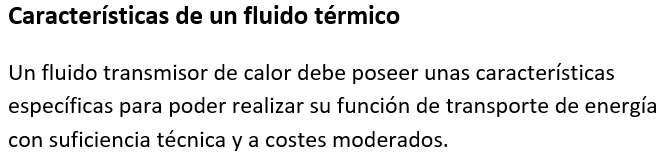 Características de un fluido térmico
Un fluido transmisor de calor debe poseer unas características
específicas para poder realizar su función de transporte de energía
con suficiencia técnica y a costes moderados.